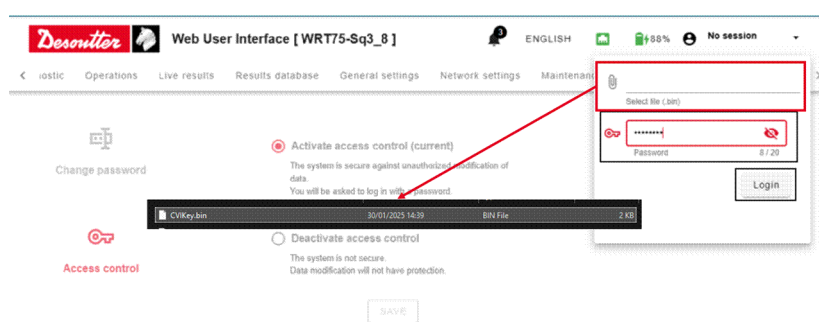 Desoutter
Web User Interface [ WRT75-Sq3_8 ]
3
ENGLISH
88%
No session
iostic
Operations
Live results
Results database
General settings
Network settings
Maintenan
Select file (.bin)
Change password
Activate access control (current)
The system is secure against unauthorized modification of
data.
You will be asked to log in with a password.
Password
8 / 20
Login
CVIKey.bin
30/01/2025 14:39
BIN File
2 KB
Access control
Deactivate access control
The system is not secure.
Data modification will not have protection.
SAVE